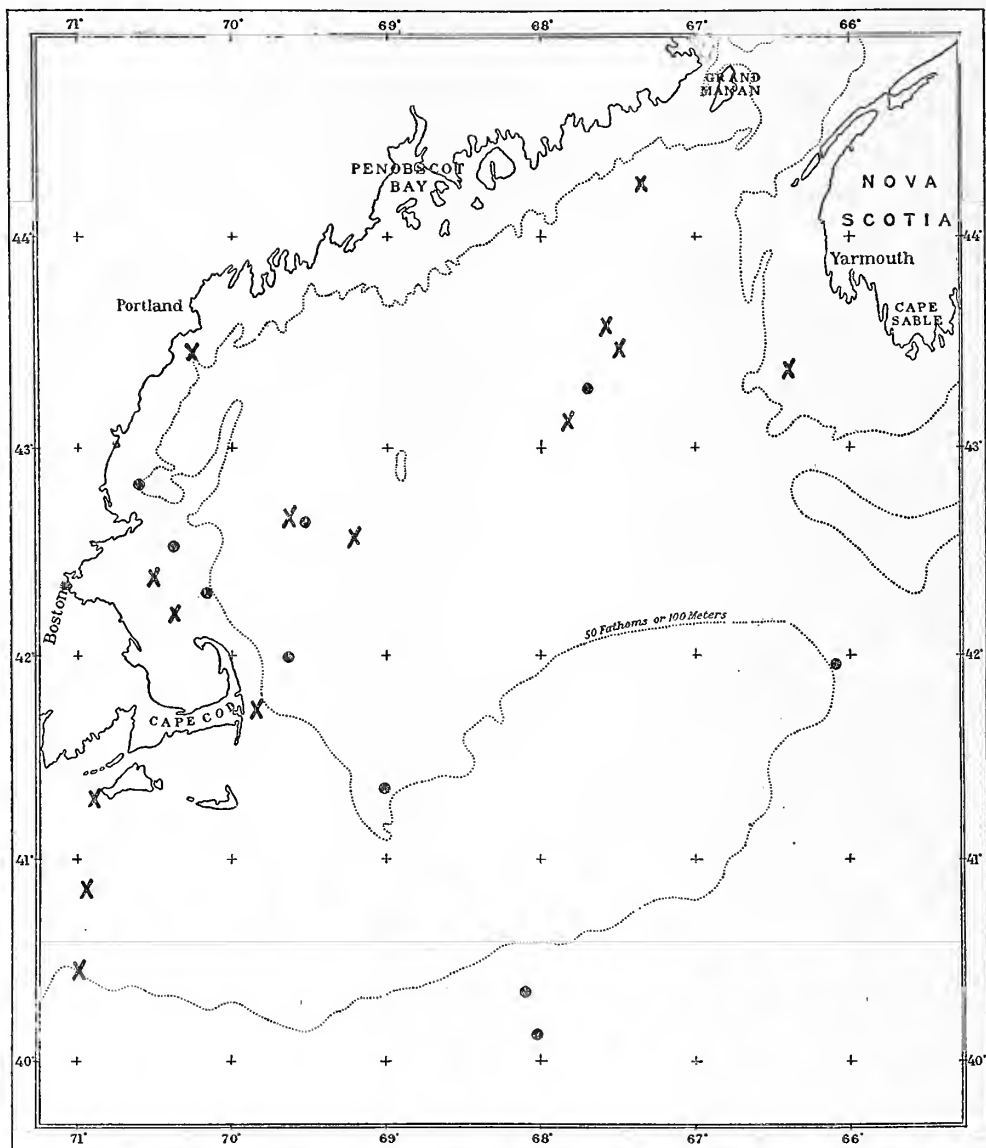 71° 70° 69° 68° 67° 66°
GRAND
MANAN
PENOBSCOT
BAY
NOVA
SCOTIA
44° 44°
Yarmouth
Portland
CAPE
SABLE
43° 43°
Boston
50 Fathoms or 100 Meters
42° 42°
CAPE COD
41° 41°
40° 40°
71° 70° 69° 68° 67° 66°